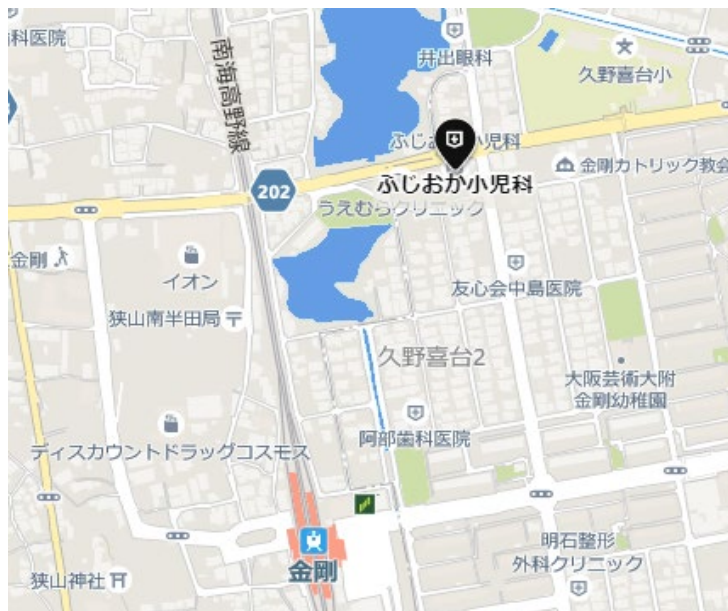 歯科医院
南海高野線
井出眼科
久野喜台小
ふじおか小児科
ふじおか小児科
金剛カトリック教会
202
うえむらクリニック
金剛
イオン
友心会中島医院
狭山南半田局
久野喜台2
大阪芸術大附
金剛幼稚園
阿部歯科医院
ディスカウントドラッグコスモス
明石整形
外科クリニック
金剛
狭山神社